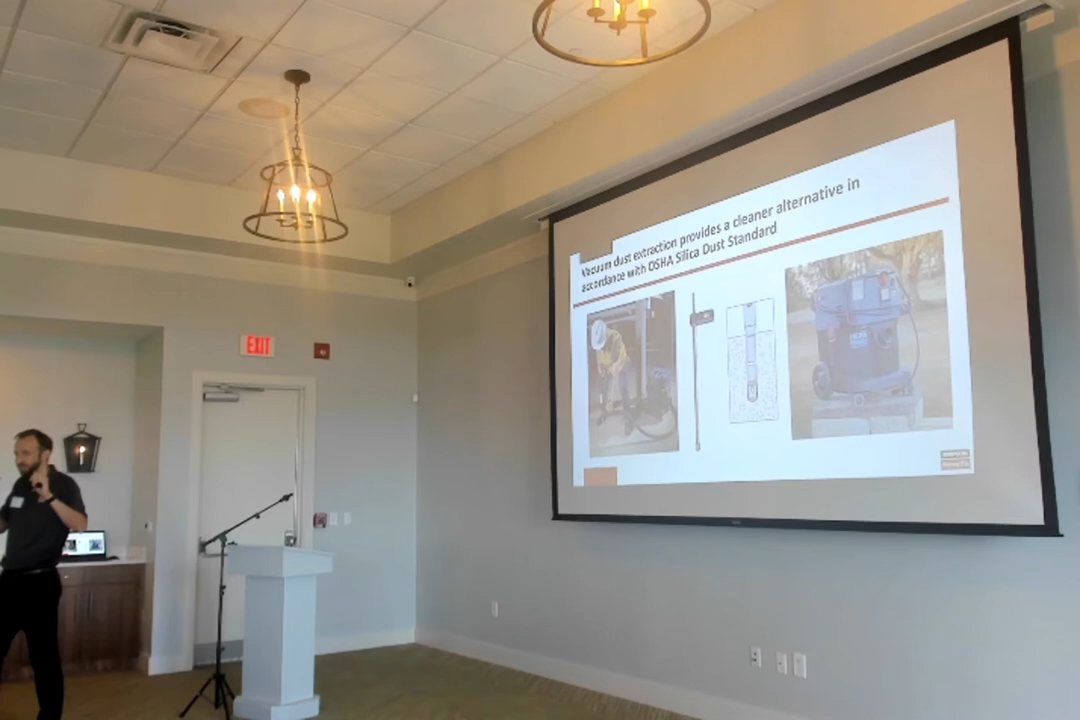 EXIT
Vacuum dust extraction provides a cleaner alternative in
accordance with OSHA Silica Dust Standard